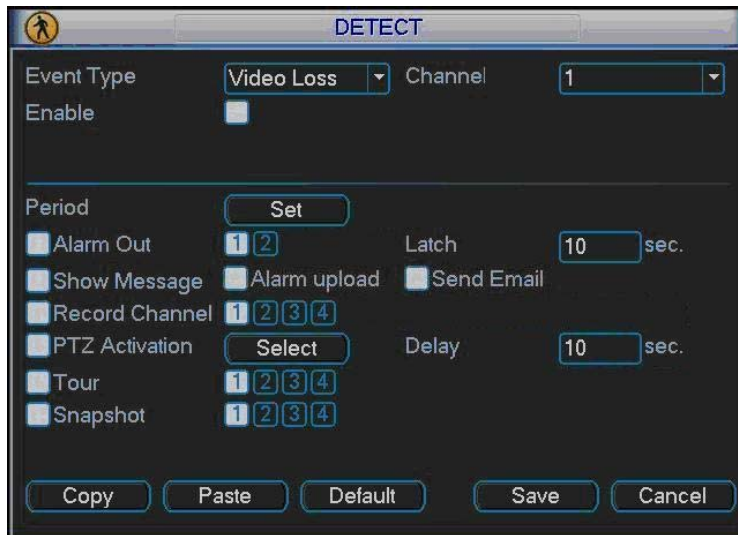 DETECT
Event Type Video Loss Channel 1
Enable
Period Set
Alarm Out 1 2 Latch 10 sec.
Show Message Alarm upload Send Email
Record Channel 1 2 3 4
PTZ Activation Select Delay 10 sec.
Tour 1 2 3 4
Snapshot 1 2 3 4
Copy Paste Default Save Cancel